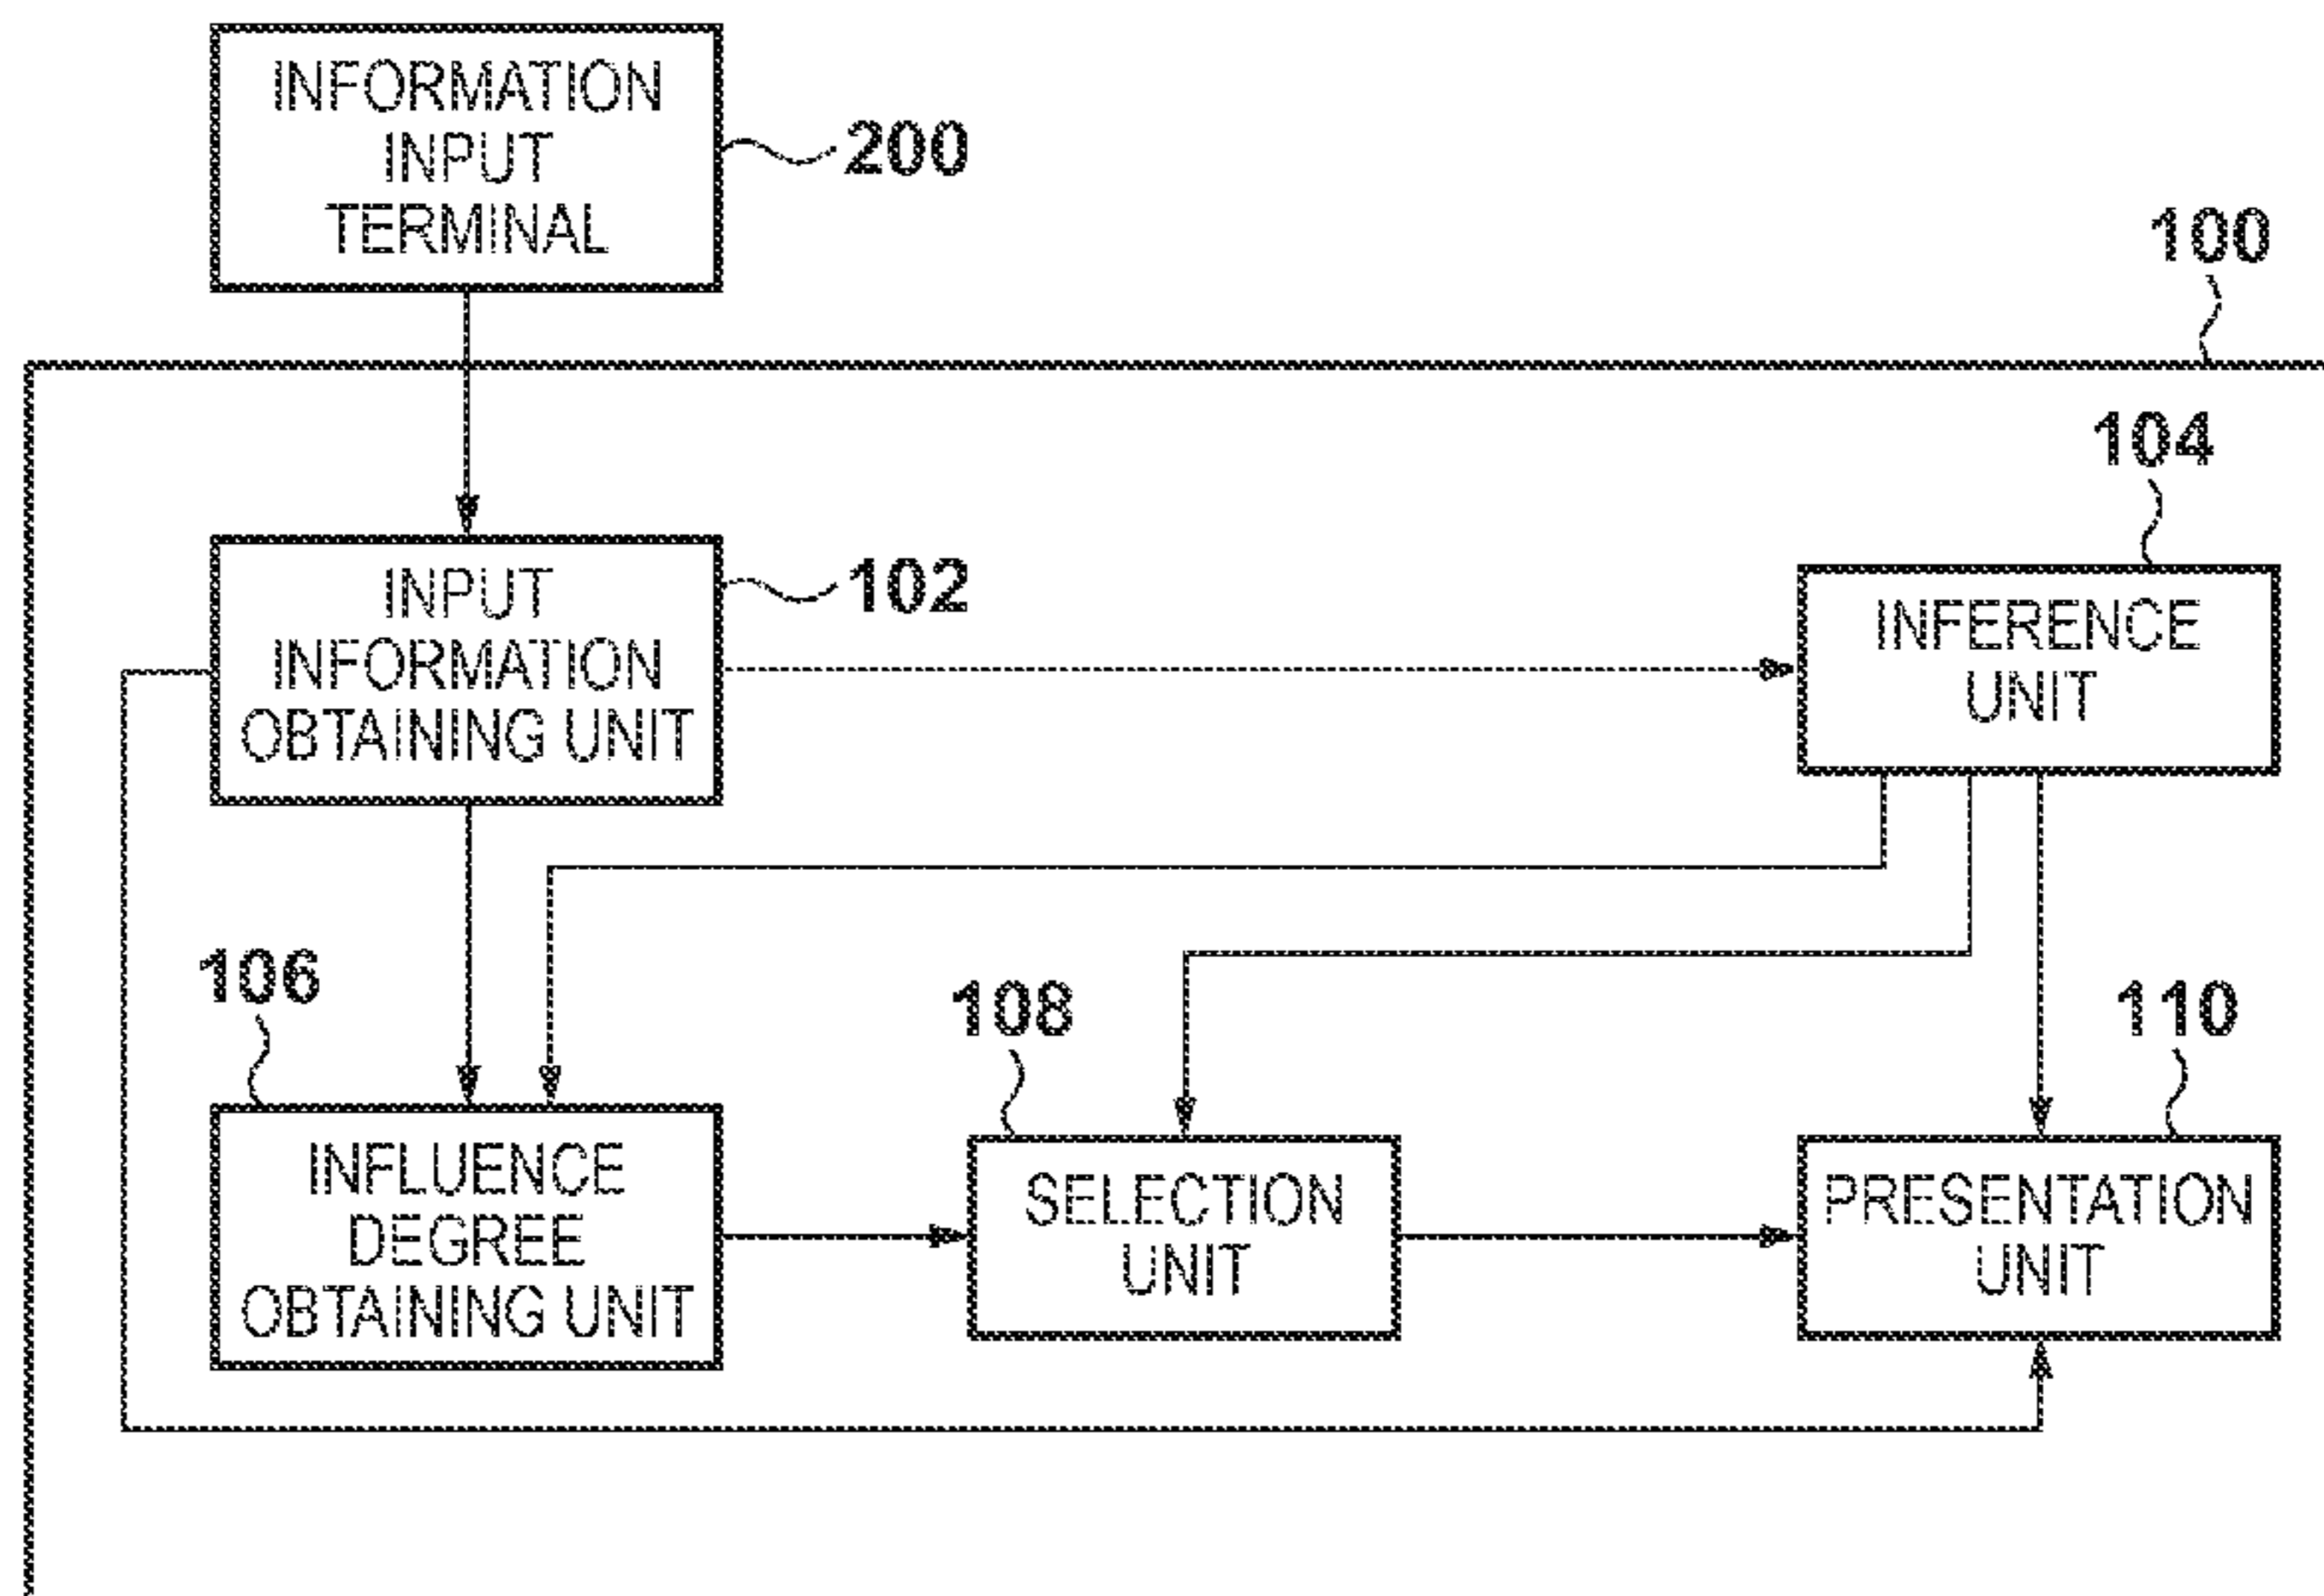 INFORMATION
INPUT
TERMINAL
200
100
104
INPUT
INFORMATION
OBTAINING UNIT
102
INFERENCE
UNIT
106
108
110
INFLUENCE
DEGREE
OBTAINING UNIT
SELECTION
UNIT
PRESENTATION
UNIT